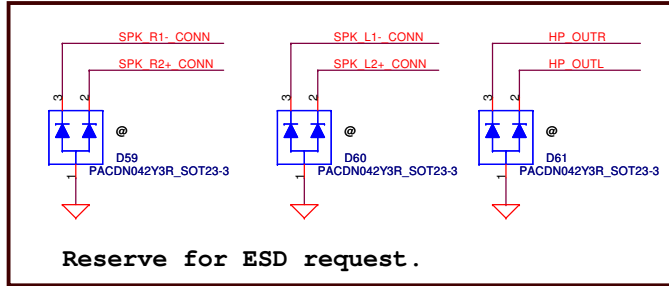 SPK_R1-_CONN SPK_L1-_CONN HP_OUTR
SPK_R2+_CONN SPK_L2+_CONN HP_OUTL
3 2 3 2 3 2
@ @ @
D59 D60 D61
PACDN042Y3R_SOT23-3 PACDN042Y3R_SOT23-3 PACDN042Y3R_SOT23-3
1 1 1
Reserve for ESD request.